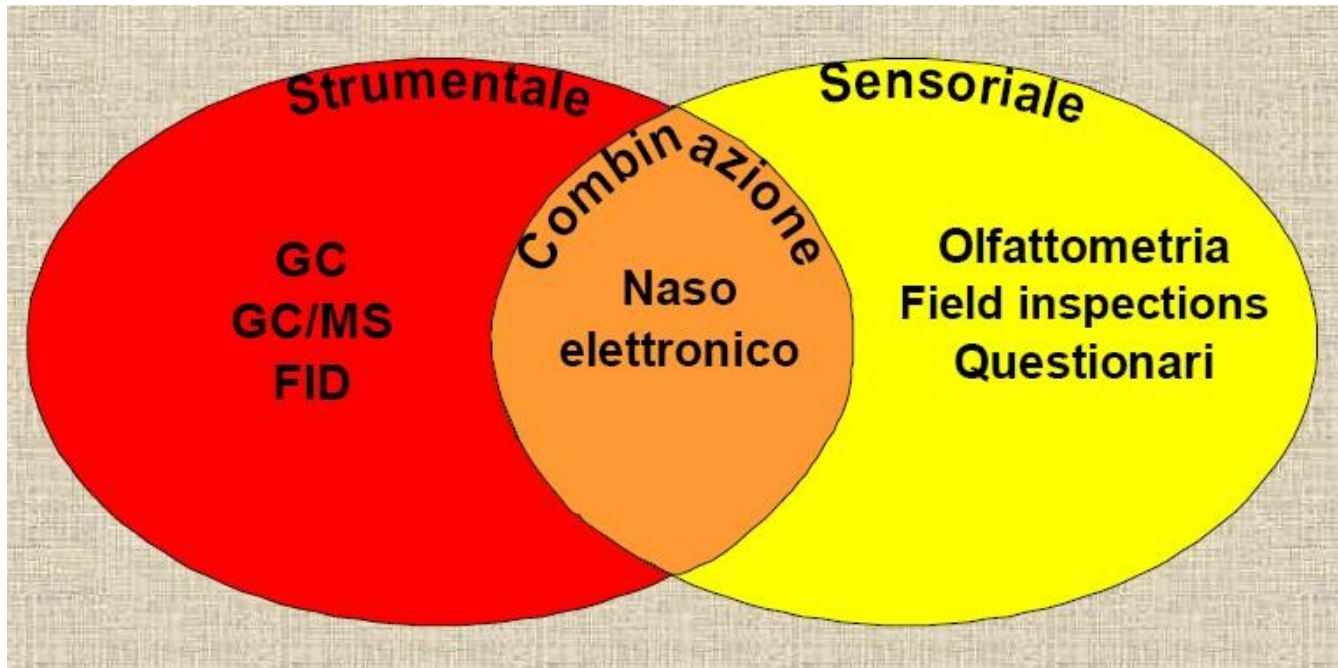 Strumentale
GC
GC/MS
FID
Combinazione
Naso
elettronico
Sensoriale
Olfattometria
Field inspections
Questionari